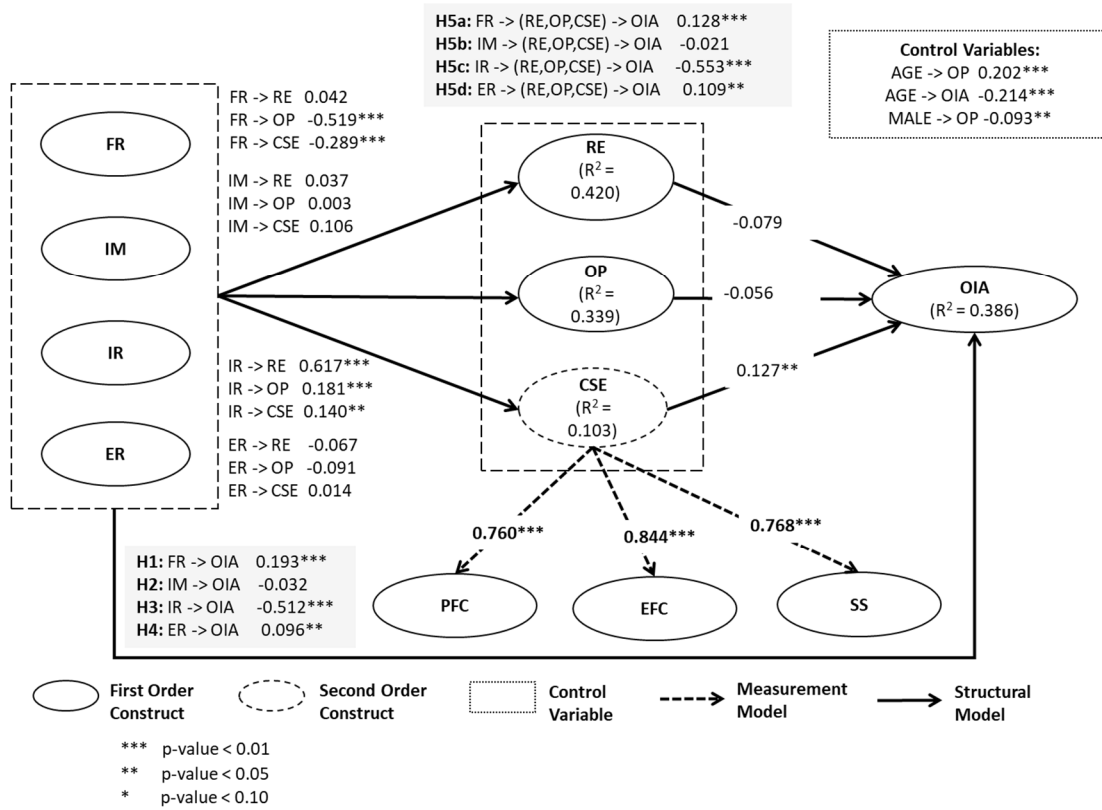 H5a: FR -> (RE,OP,CSE) -> OIA 0.128***
H5b: IM -> (RE,OP,CSE) -> OIA -0.021
H5c: IR -> (RE,OP,CSE) -> OIA -0.553***
H5d: ER -> (RE,OP,CSE) -> OIA 0.109**
Control Variables:
AGE -> OP 0.202***
AGE -> OIA -0.214***
MALE -> OP -0.093**
FR
IM
IR
ER
FR -> RE 0.042
FR -> OP -0.519***
FR -> CSE -0.289***
IM -> RE 0.037
IM -> OP 0.003
IM -> CSE 0.106
IR -> RE 0.617***
IR -> OP 0.181***
IR -> CSE 0.140**
ER -> RE -0.067
ER -> OP -0.091
ER -> CSE 0.014
RE
(R² =
0.420)
OP
(R² =
0.339)
CSE
(R² =
0.103)
-0.079
-0.056
0.127**
OIA
(R² = 0.386)
0.760***
0.844***
0.768***
PFC
EFC
SS
H1: FR -> OIA 0.193***
H2: IM -> OIA -0.032
H3: IR -> OIA -0.512***
H4: ER -> OIA 0.096**
First Order
Construct
Second Order
Construct
Control
Variable
Measurement
Model
Structural
Model
*** p-value < 0.01
** p-value < 0.05
* p-value < 0.10